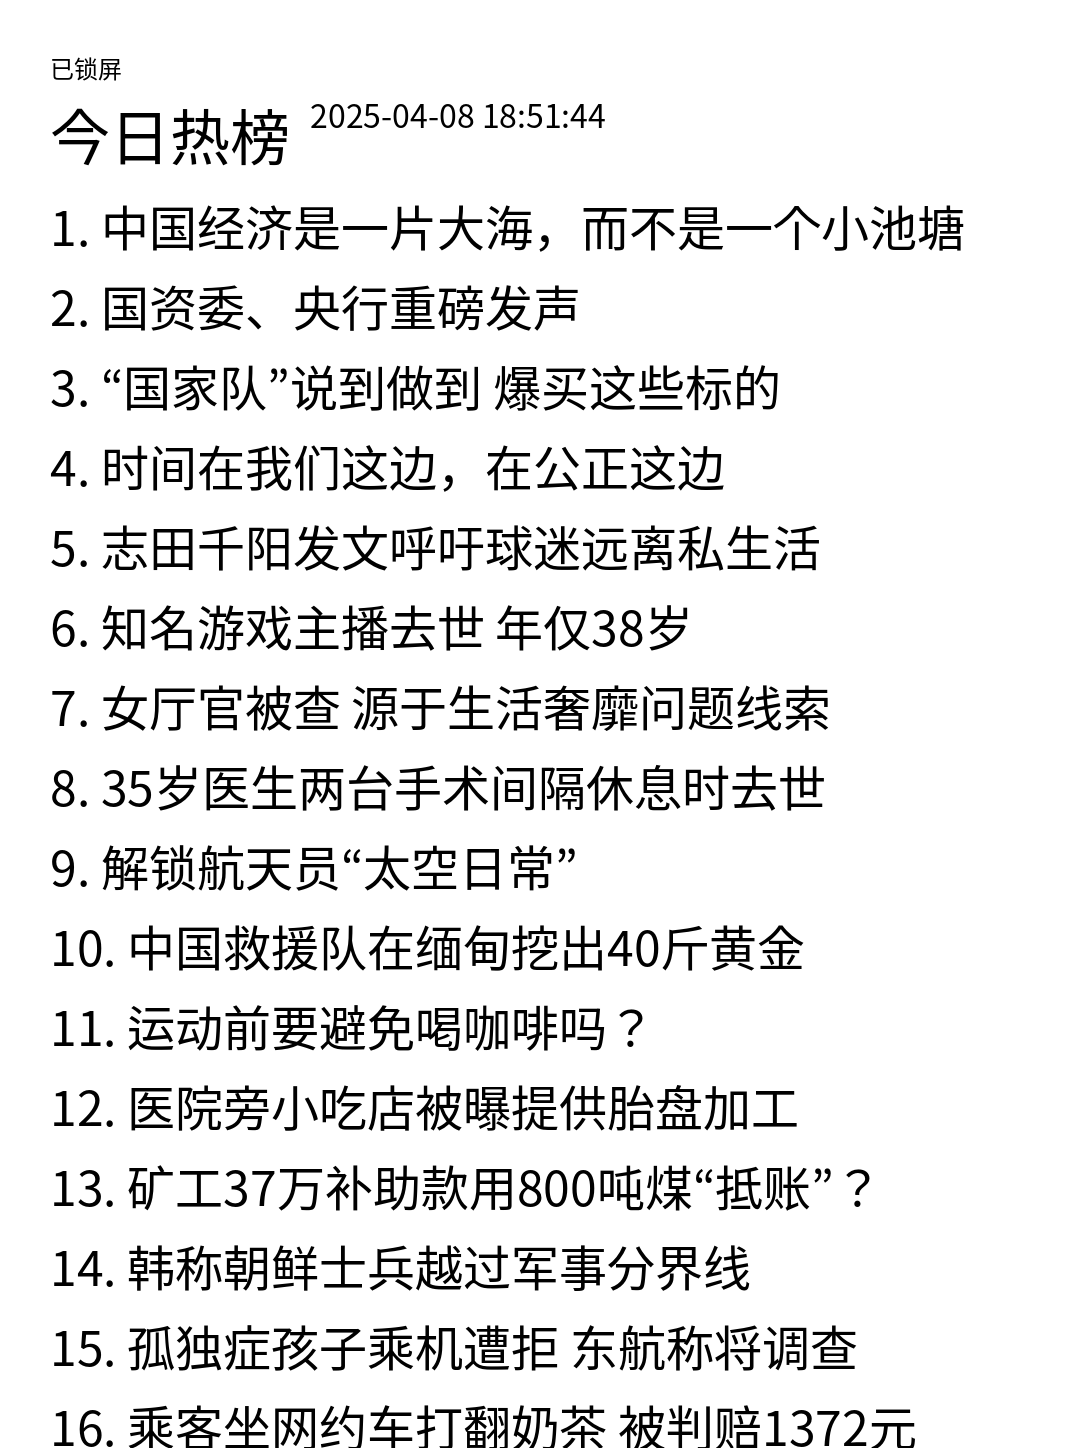 已锁屏
今日热榜 2025-04-08 18:51:44
1. 中国经济是一片大海，而不是一个小池塘
2. 国资委、央行重磅发声
3. “国家队”说到做到 爆买这些标的
4. 时间在我们这边，在公正这边
5. 志田千阳发文呼吁球迷远离私生活
6. 知名游戏主播去世 年仅38岁
7. 女厅官被查 源于生活奢靡问题线索
8. 35岁医生两台手术间隔休息时去世
9. 解锁航天员“太空日常”
10. 中国救援队在缅甸挖出40斤黄金
11. 运动前要避免喝咖啡吗？
12. 医院旁小吃店被曝提供胎盘加工
13. 矿工37万补助款用800吨煤“抵账”？
14. 韩称朝鲜士兵越过军事分界线
15. 孤独症孩子乘机遭拒 东航称将调查
16. 乘客坐网约车打翻奶茶 被判赔1372元